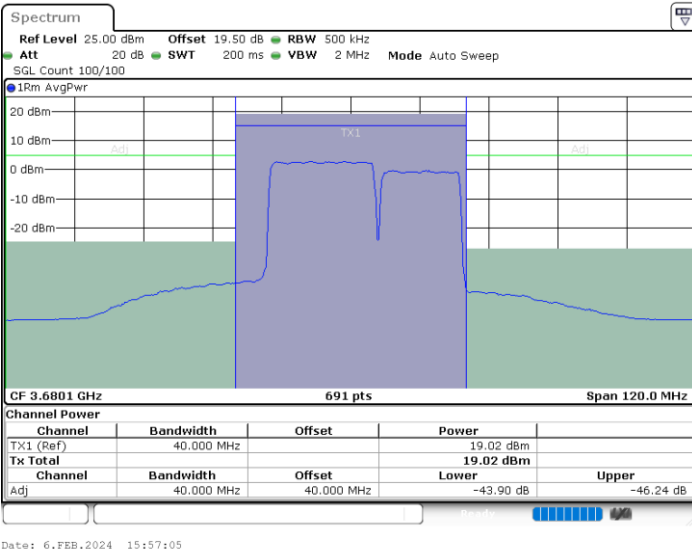 Spectrum
Ref Level 25.00 dBm Offset 19.50 dB RBW 500 kHz
Att 20 dB SWT 200 ms VBW 2 MHz Mode Auto Sweep
SGL Count 100/100
1Rm AvgPwr
20 dBm
TX1
10 dBm
Adj Adj
0 dBm
-10 dBm
-20 dBm
CF 3.6801 GHz 691 pts Span 120.0 MHz
Channel Power
Channel Bandwidth Offset Power
TX1 (Ref) 40.000 MHz 19.02 dBm
Tx Total 19.02 dBm
Channel Bandwidth Offset Lower Upper
Adj 40.000 MHz 40.000 MHz -43.90 dB -46.24 dB
Ready
Date: 6.FEB.2024 15:57:05